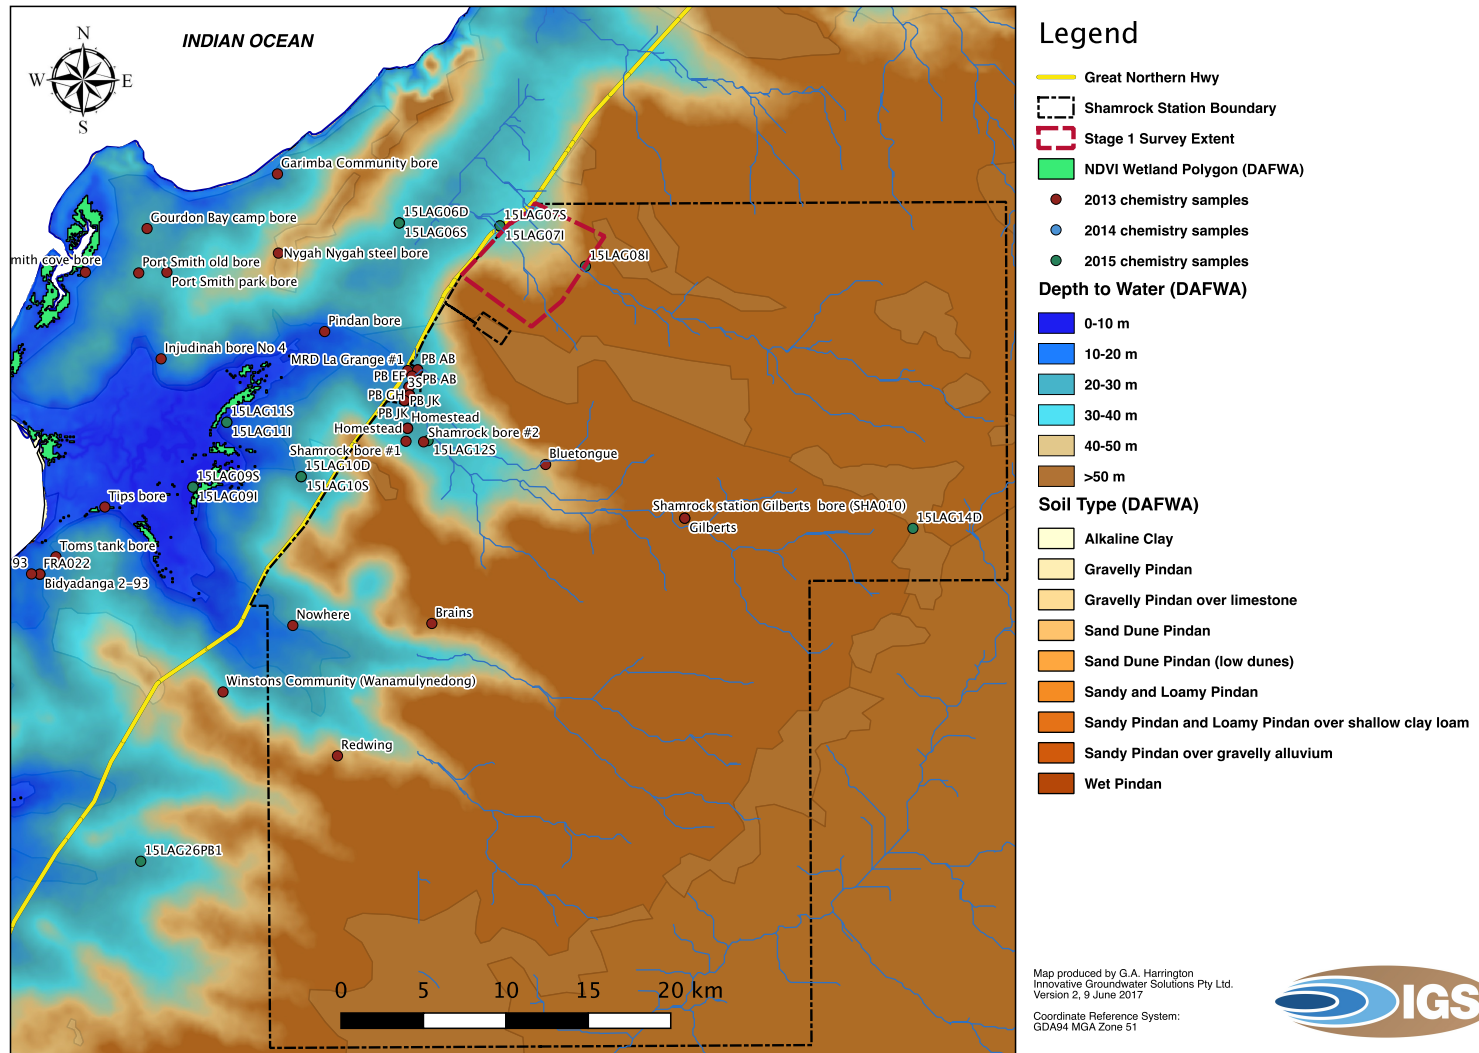 N
W
E
S
INDIAN OCEAN
Garimba Community bore
Gourdon Bay camp bore
15LAG06D
15LAG06S
15LAG07S
15LAG07I
Nygah Nygah steel bore
15LAG08I
mith cove bore
Port Smith old bore
Port Smith park bore
Pindan bore
Injudinah bore No 4
MRD La Grange #1
PB AB
PB EF
3S
PB AB
PB GH
PB JK
PB JK
Homestead
Homestead
Shamrock bore #2
15LAG11S
15LAG11I
Shamrock bore #1
15LAG12S
Bluetongue
15LAG10D
15LAG10S
15LAG09S
15LAG09I
Tips bore
Shamrock station Gilberts bore (SHA010)
Gilberts
15LAG14D
Toms tank bore
93
FRA022
Bidyadanga 2-93
Nowhere
Brains
Winstons Community (Wanamulynedong)
Redwing
15LAG26PB1
0 5 10 15 20 km
Legend
Great Northern Hwy
Shamrock Station Boundary
Stage 1 Survey Extent
NDVI Wetland Polygon (DAFWA)
2013 chemistry samples
2014 chemistry samples
2015 chemistry samples
Depth to Water (DAFWA)
0-10 m
10-20 m
20-30 m
30-40 m
40-50 m
>50 m
Soil Type (DAFWA)
Alkaline Clay
Gravelly Pindan
Gravelly Pindan over limestone
Sand Dune Pindan
Sand Dune Pindan (low dunes)
Sandy and Loamy Pindan
Sandy Pindan and Loamy Pindan over shallow clay loam
Sandy Pindan over gravelly alluvium
Wet Pindan
Map produced by G.A. Harrington
Innovative Groundwater Solutions Pty Ltd.
Version 2, 9 June 2017
Coordinate Reference System:
GDA94 MGA Zone 51
IGS